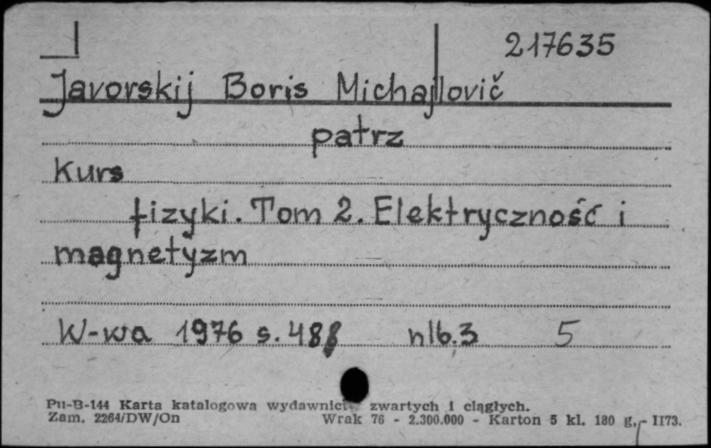 217635
Javorskij Boris Michajlovič
patrz
Kurs
fizyki. Tom 2. Elektryczność i
magnetyzm
W-wa 1976 s. 488 nlb. 3 5
Pu-B-144 Karta katalogowa wydawnictw zwartych i ciągłych.
Zam. 2264/DW/On Wrak 76 - 2.300.000 - Karton 5 kl. 180 g. - II73.